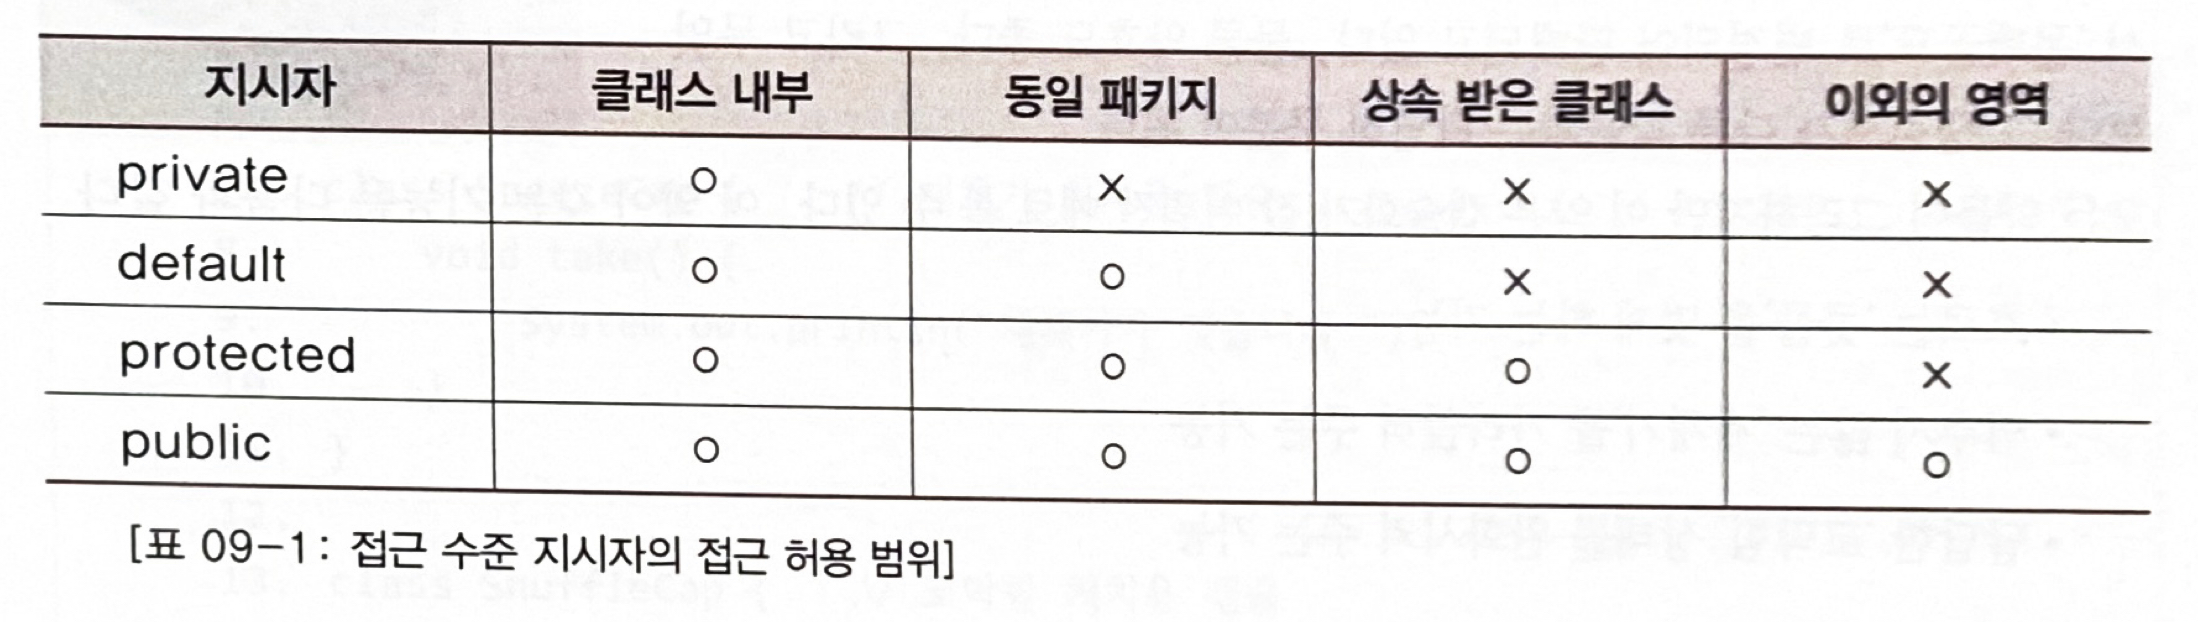 지시자 클래스 내부 동일 패키지 상속 받은 클래스 이외의 영역
private ○ × × ×
default ○ ○ × ×
protected ○ ○ ○ ×
public ○ ○ ○ ○
[표 09-1: 접근 수준 지시자의 접근 허용 범위]